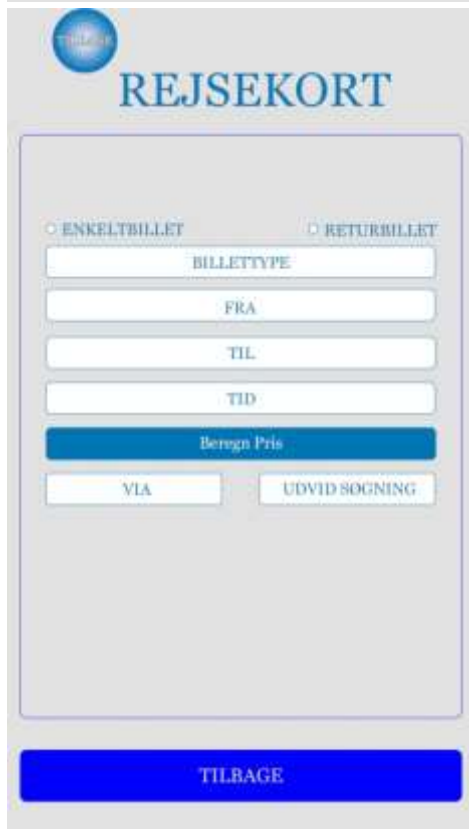 TILBAGE
REJSEKORT
ENKELTBILLET RETURBILLET
BILLETTYPE
FRA
TIL
TID
Beregn Pris
VIA UDVID SØGNING
TILBAGE